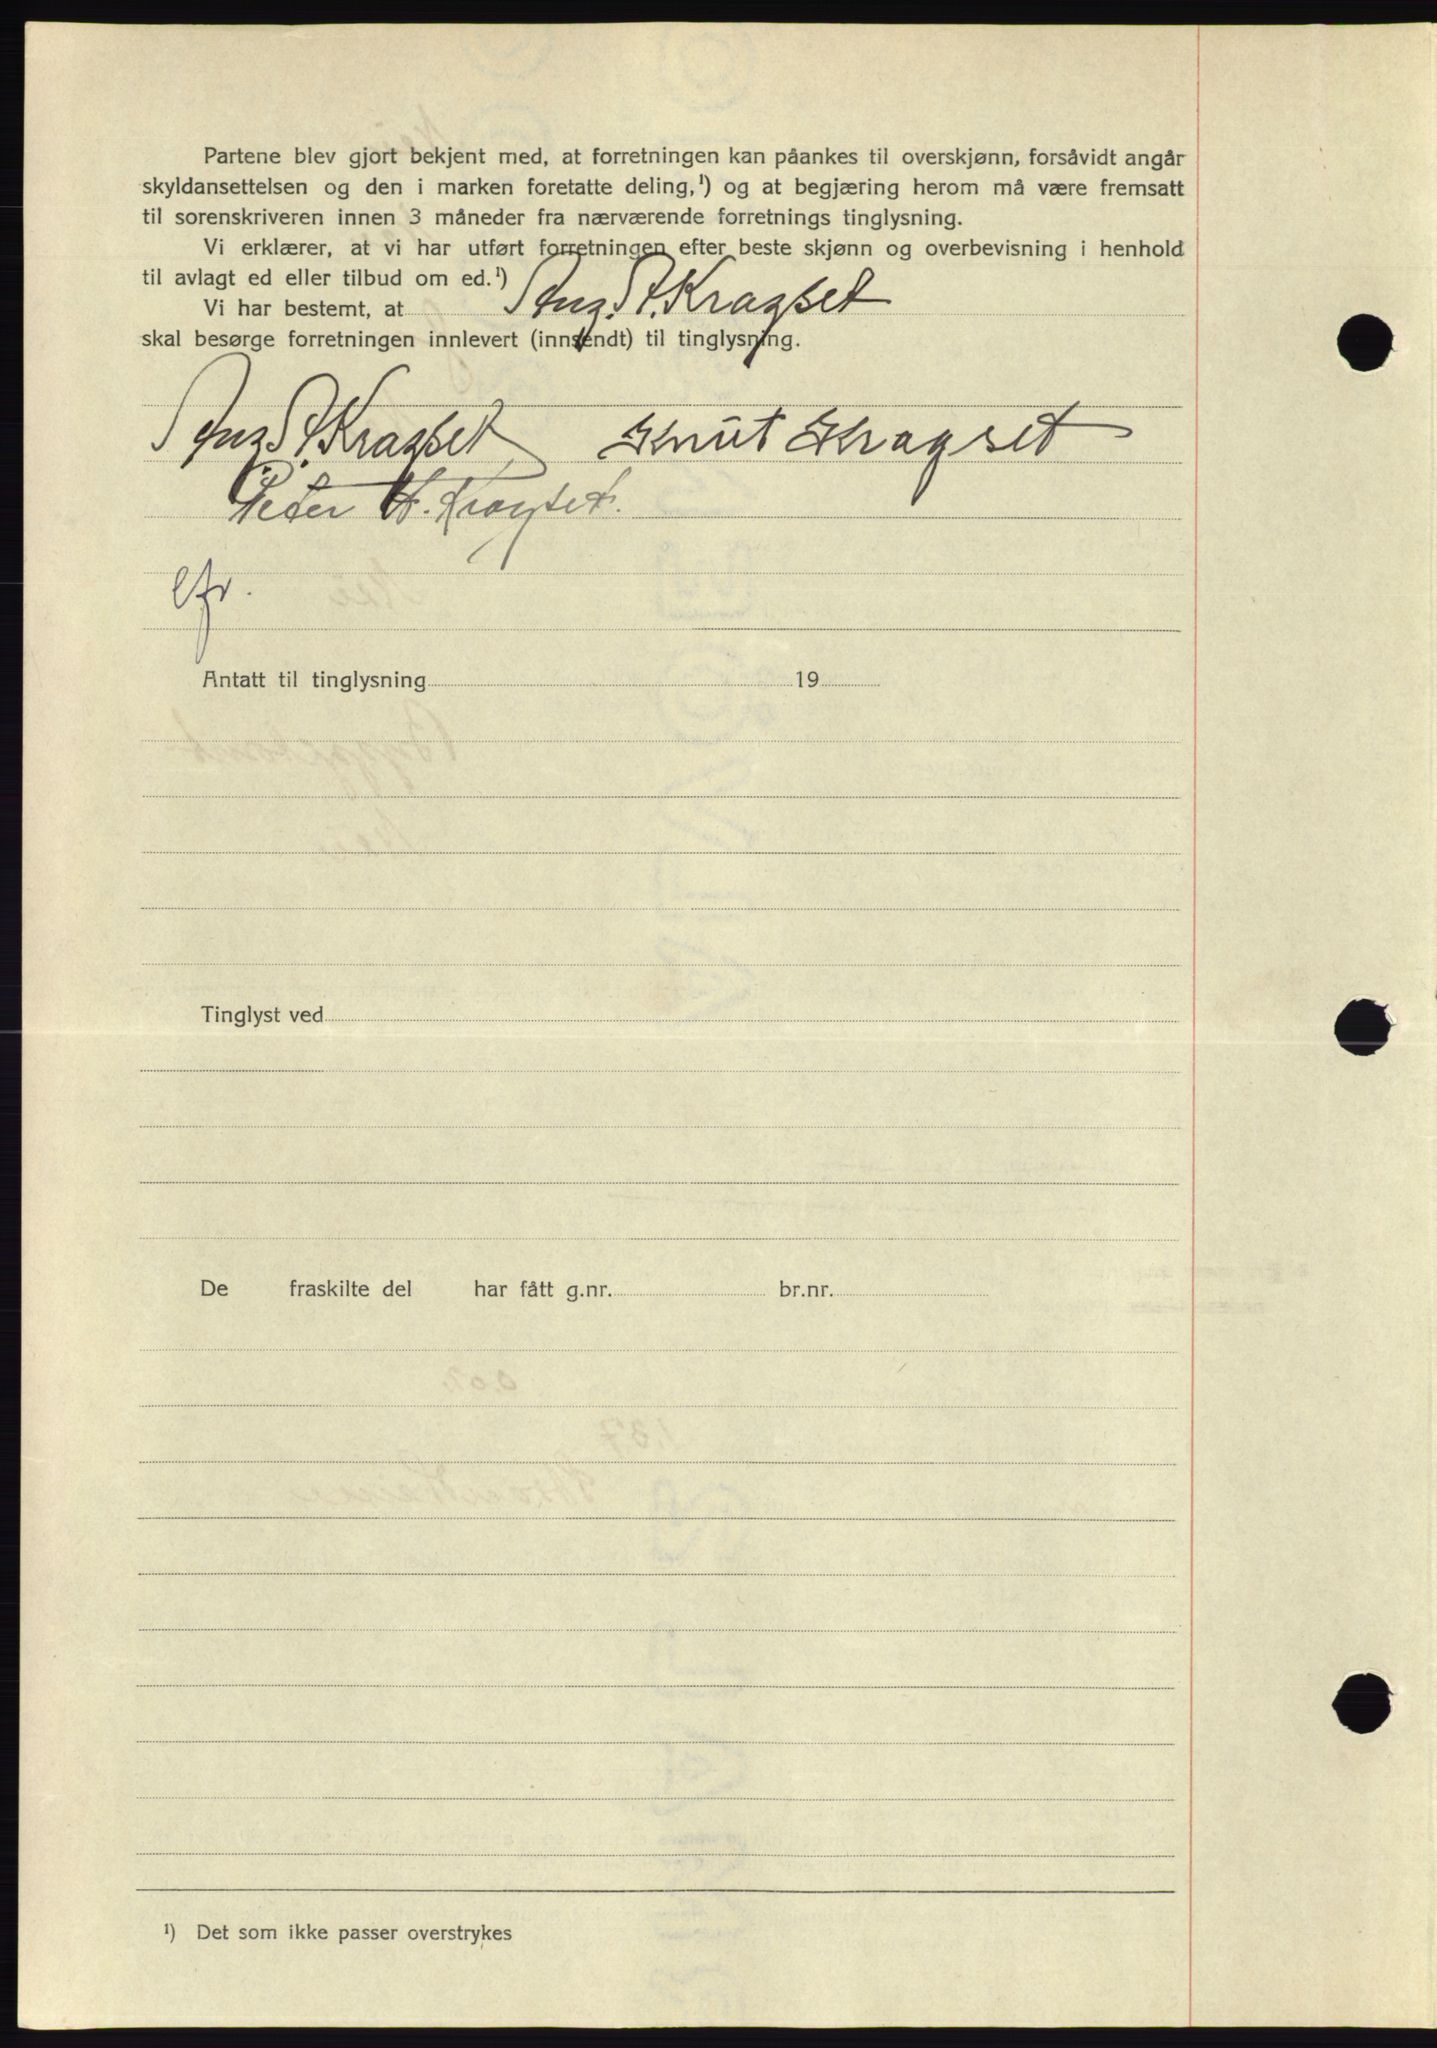 Partene blev gjort bekjent med, at forretningen kan påankes til overskjønn, forsåvidt angår
skyldansettelsen og den i marken foretatte deling,¹) og at begjæring herom må være fremsatt
til sorenskriveren innen 3 måneder fra nærværende forretnings tinglysning.
Vi erklærer, at vi har utført forretningen efter beste skjønn og overbevisning i henhold
til avlagt ed eller tilbud om ed.¹)
Vi har bestemt, at Kragset
skal besørge forretningen innlevert (innsendt) til tinglysning.
Kragset Knut Kragset
Peter H. Kragset.
Antatt til tinglysning 19
Tinglyst ved
De fraskilte del har fått g.nr. br.nr.
¹) Det som ikke passer overstrykes